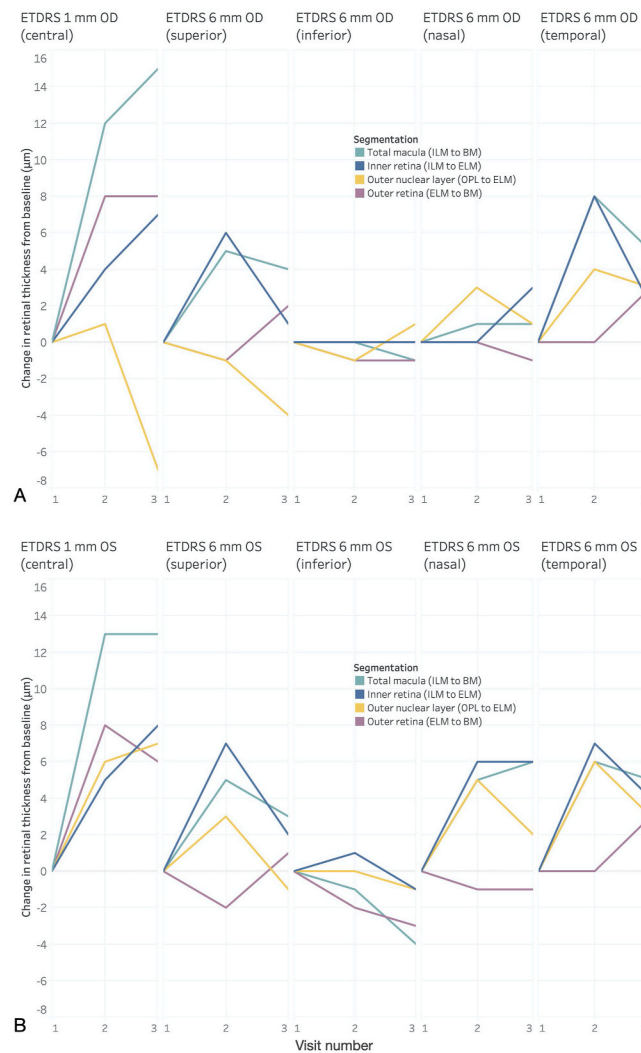 ETDRS 1 mm OD
(central)
ETDRS 6 mm OD
(superior)
ETDRS 6 mm OD
(inferior)
ETDRS 6 mm OD
(nasal)
ETDRS 6 mm OD
(temporal)
Change in retinal thickness from baseline (µm)
16
14
12
10
8
6
4
2
0
-2
-4
-6
-8
Segmentation
Total macula (ILM to BM)
Inner retina (ILM to ELM)
Outer nuclear layer (OPL to ELM)
Outer retina (ELM to BM)
A
1 2 3 1 2 3 1 2 3 1 2 3 1 2
ETDRS 1 mm OS
(central)
ETDRS 6 mm OS
(superior)
ETDRS 6 mm OS
(inferior)
ETDRS 6 mm OS
(nasal)
ETDRS 6 mm OS
(temporal)
Change in retinal thickness from baseline (µm)
16
14
12
10
8
6
4
2
0
-2
-4
-6
-8
Segmentation
Total macula (ILM to BM)
Inner retina (ILM to ELM)
Outer nuclear layer (OPL to ELM)
Outer retina (ELM to BM)
B
1 2 3 1 2 3 1 2 3 1 2 3 1 2
Visit number